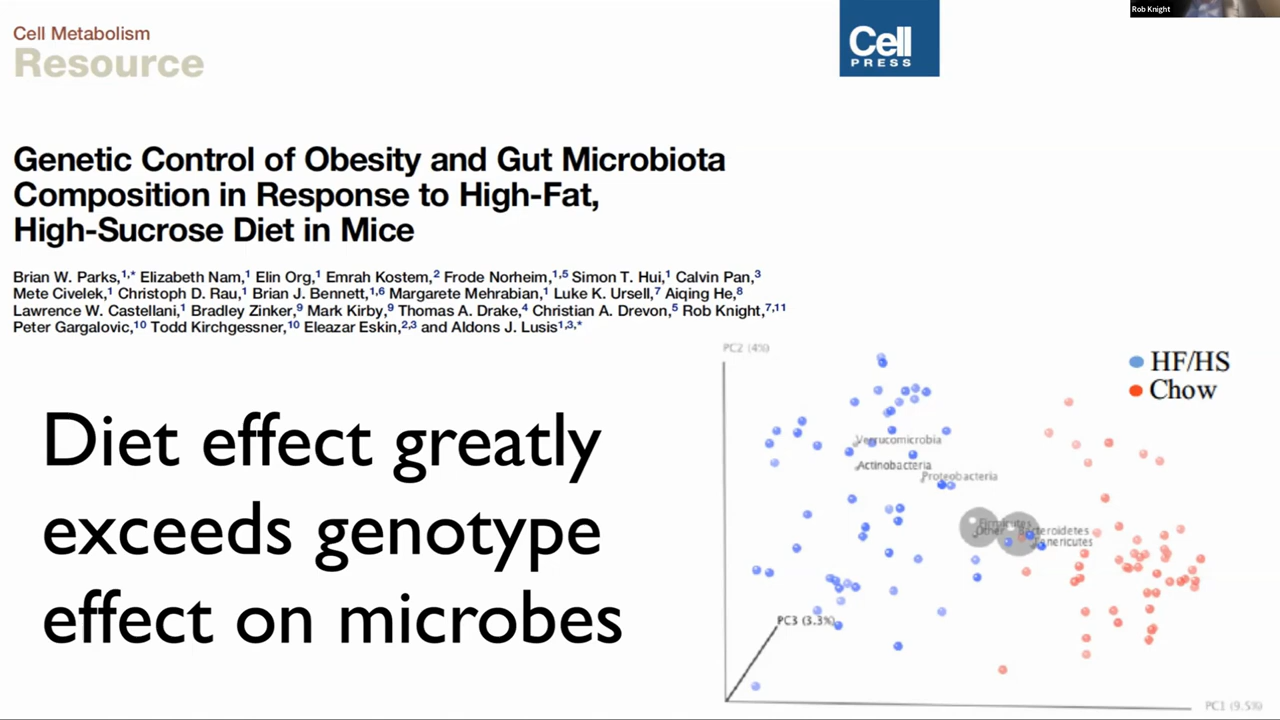 Rob Knight
Cell Metabolism
Resource
Cell
PRESS
Genetic Control of Obesity and Gut Microbiota
Composition in Response to High-Fat,
High-Sucrose Diet in Mice
Brian W. Parks,1,* Elizabeth Nam,1 Elin Org,1 Emrah Kostem,2 Frode Norheim,1,5 Simon T. Hui,1 Calvin Pan,3
Mete Civelek,1 Christoph D. Rau,1 Brian J. Bennett,1,6 Margarete Mehrabian,1 Luke K. Ursell,7 Aiqing He,8
Lawrence W. Castellani,1 Bradley Zinker,9 Mark Kirby,9 Thomas A. Drake,4 Christian A. Drevon,5 Rob Knight,7,11
Peter Gargalovic,10 Todd Kirchgessner,10 Eleazar Eskin,2,3 and Aldons J. Lusis1,3,*
Diet effect greatly
exceeds genotype
effect on microbes
PC2 (4%)
HF/HS
Chow
Verrucomicrobia
Actinobacteria
Proteobacteria
Firmicutes
Other
Bacteroidetes
PC3 (3.3%)
PC1 (9.5%)